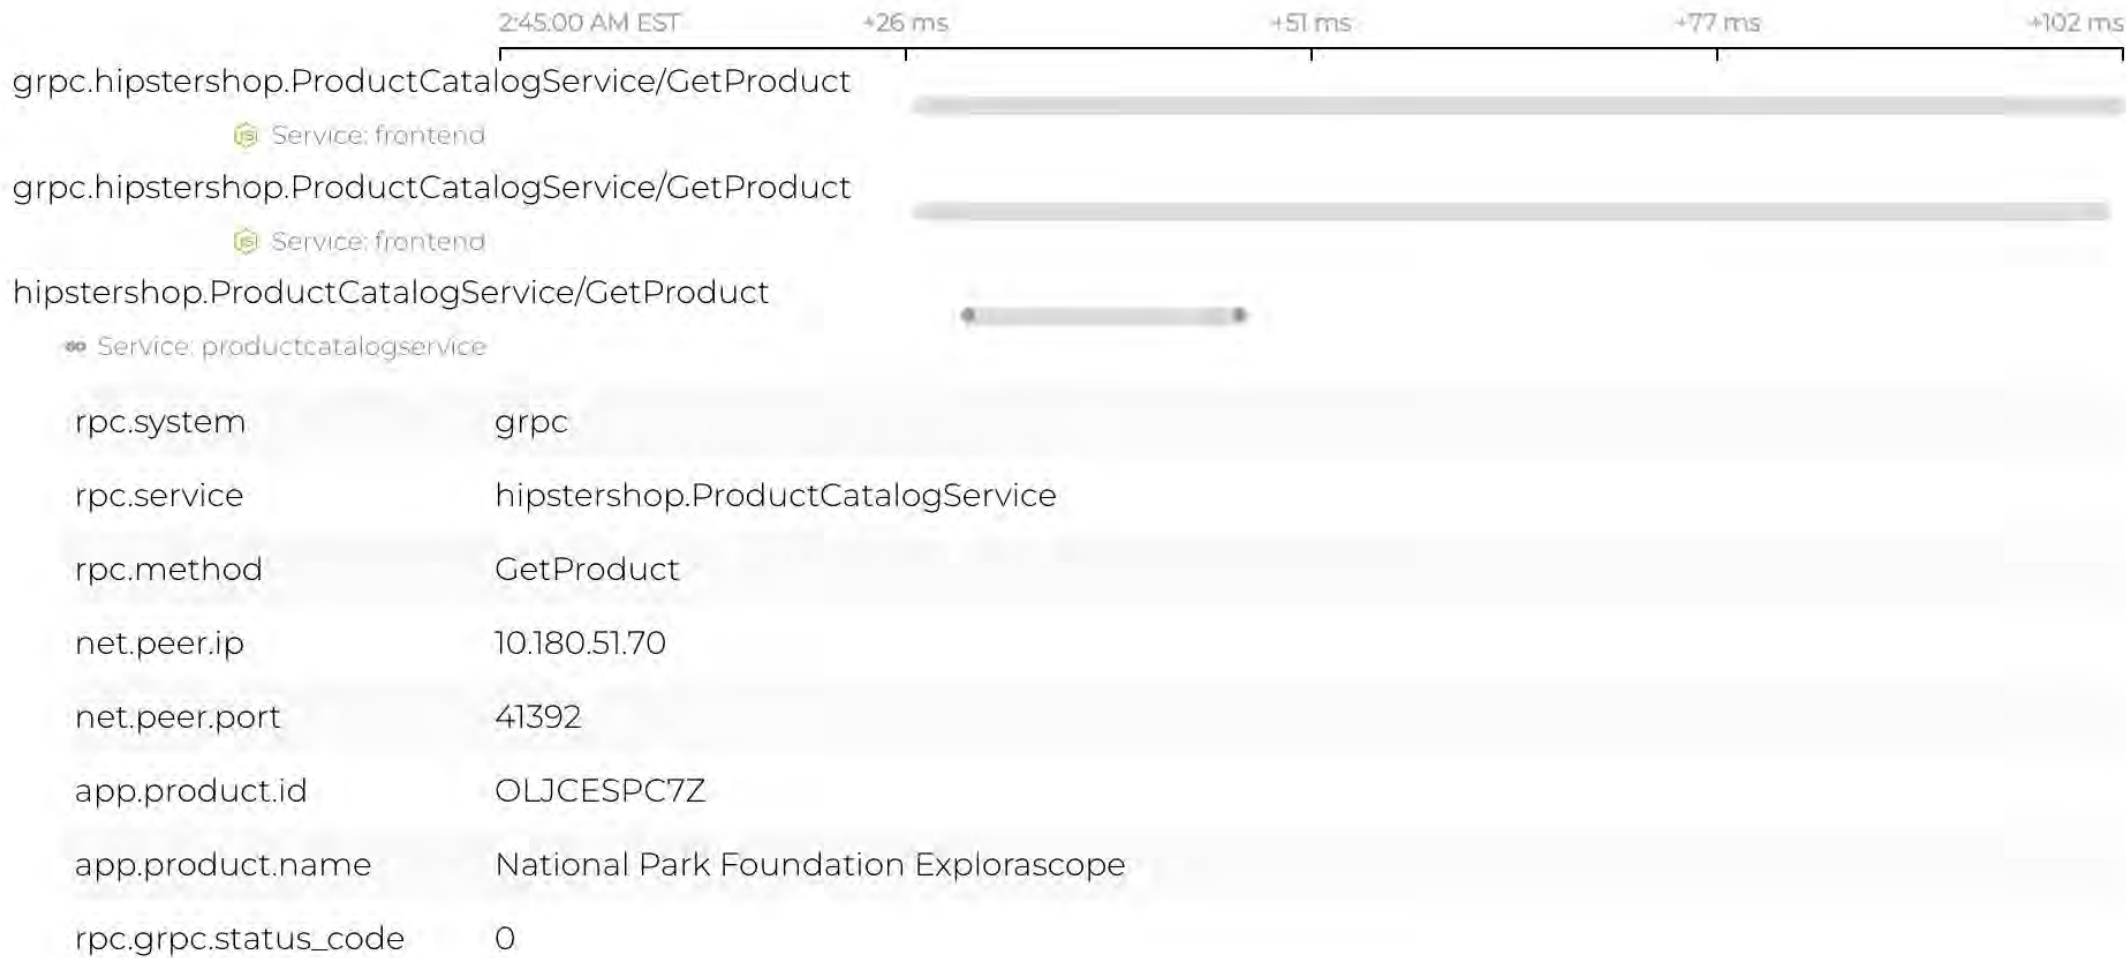 2:45:00 AM EST +26 ms +51 ms +77 ms +102 ms
grpc.hipstershop.ProductCatalogService/GetProduct
Service: frontend
grpc.hipstershop.ProductCatalogService/GetProduct
Service: frontend
hipstershop.ProductCatalogService/GetProduct
Service: productcatalogservice
rpc.system grpc
rpc.service hipstershop.ProductCatalogService
rpc.method GetProduct
net.peer.ip 10.180.51.70
net.peer.port 41392
app.product.id OLJCESPC7Z
app.product.name National Park Foundation Explorascope
rpc.grpc.status_code 0